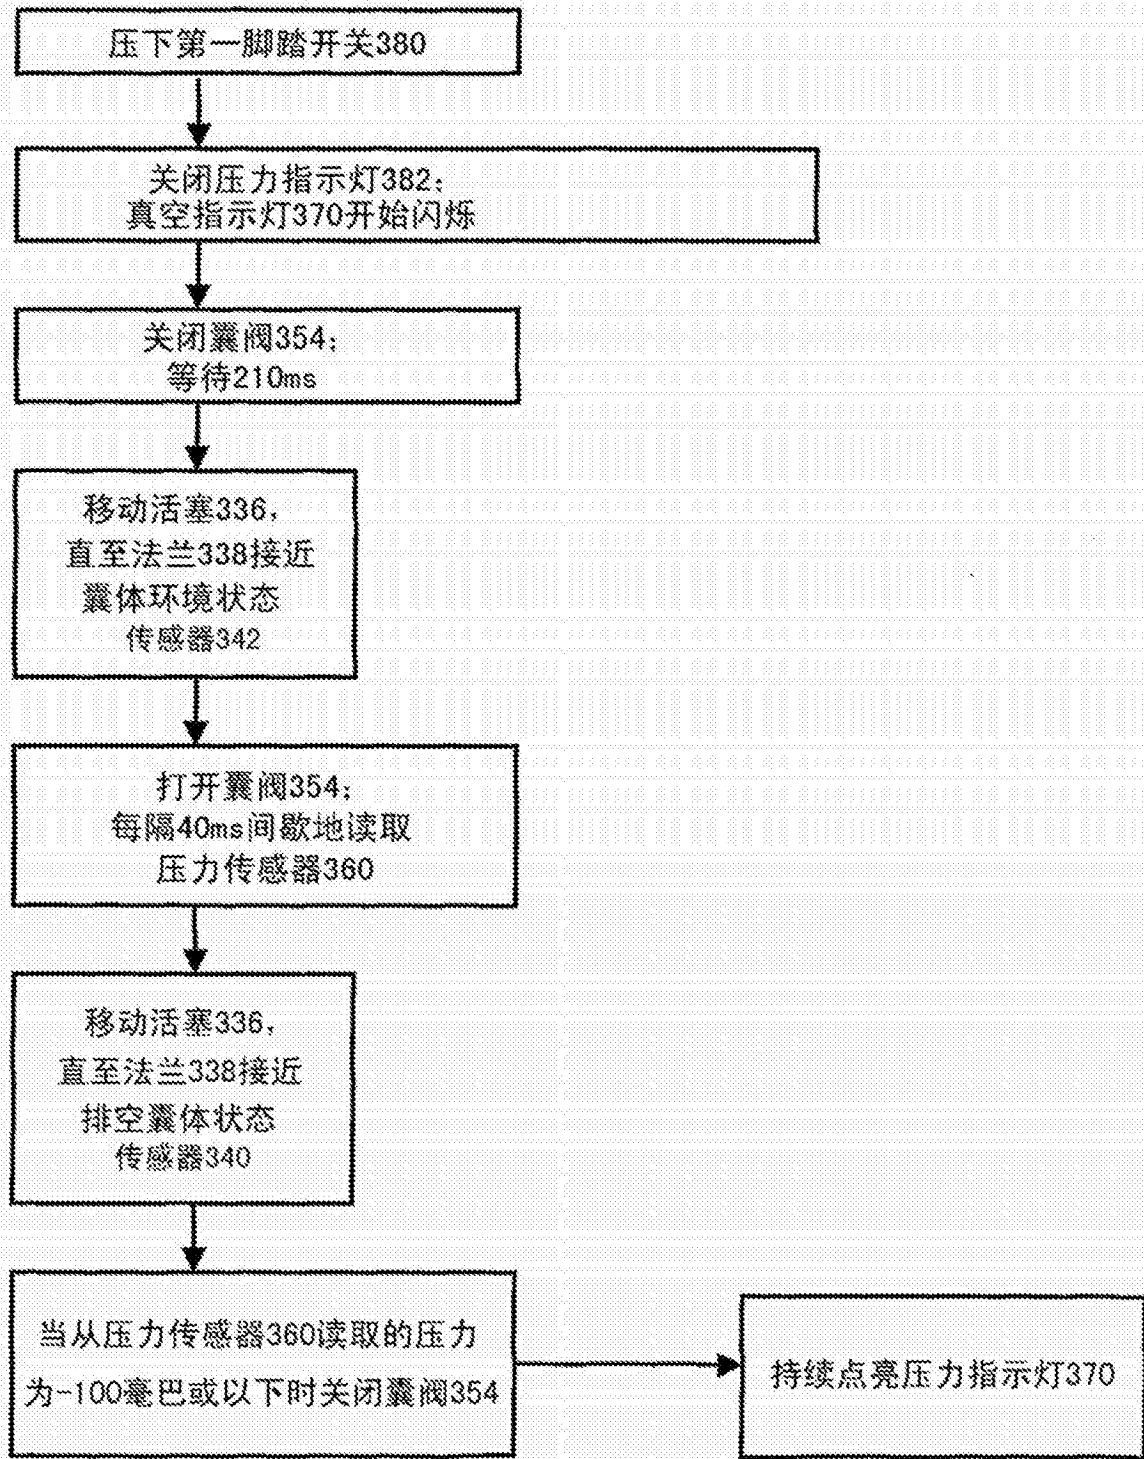 压下第一脚踏开关380
关闭压力指示灯382;
真空指示灯370开始闪烁
关闭囊阀354;
等待210ms
移动活塞336,
直至法兰338接近
囊体环境状态
传感器342
打开囊阀354;
每隔40ms间歇地读取
压力传感器360
移动活塞336,
直至法兰338接近
排空囊体状态
传感器340
当从压力传感器360读取的压力
为-100毫巴或以下时关闭囊阀354
持续点亮压力指示灯370